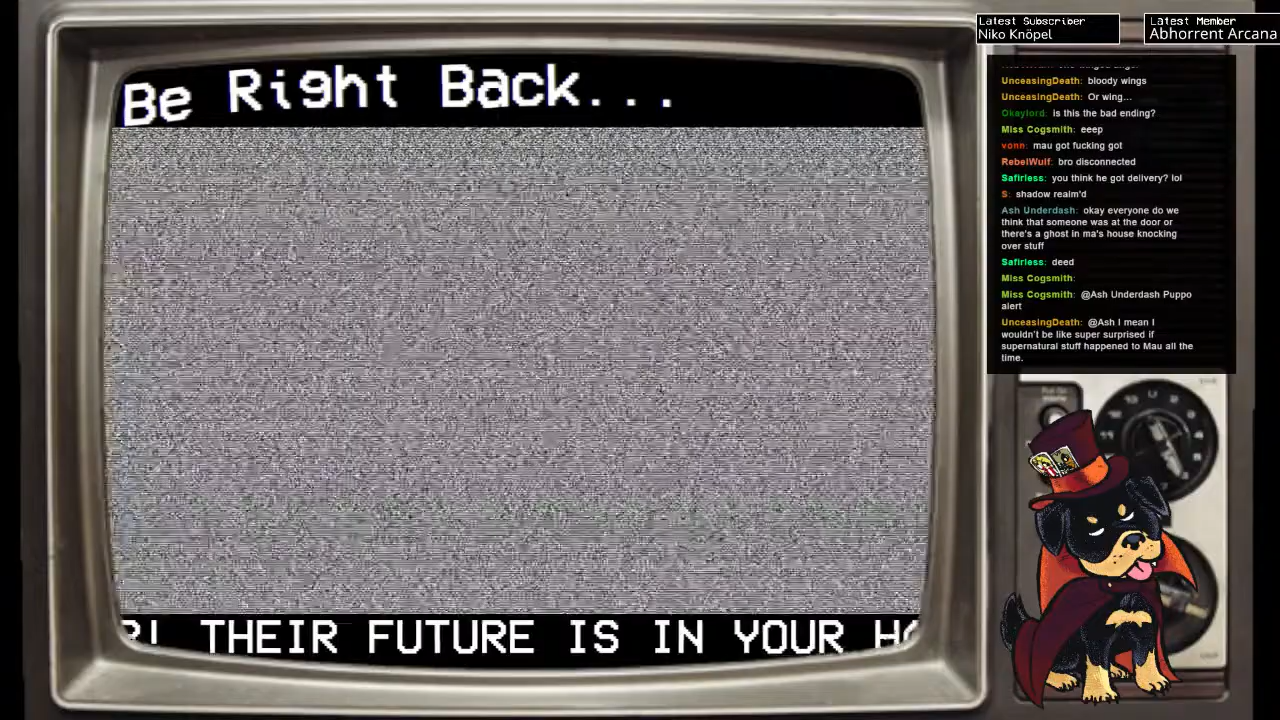 Latest Subscriber
Niko Knöpel
Latest Member
Abhorrent Arcana
Be Right Back...
UnceasingDeath: bloody wings
UnceasingDeath: Or wing...
Okaylord: is this the bad ending?
Miss Cogsmith: eeep
vonn: mau got fucking got
RebelWulf: bro disconnected
Safirless: you think he got delivery? lol
S: shadow realm'd
Ash Underdash: okay everyone do we
think that someone was at the door or
there's a ghost in ma's house knocking
over stuff
Safirless: deed
Miss Cogsmith:
Miss Cogsmith: @Ash Underdash Puppo
alert
UnceasingDeath: @Ash I mean I
wouldn't be like super surprised if
supernatural stuff happened to Mau all the
time.
THEIR FUTURE IS IN YOUR